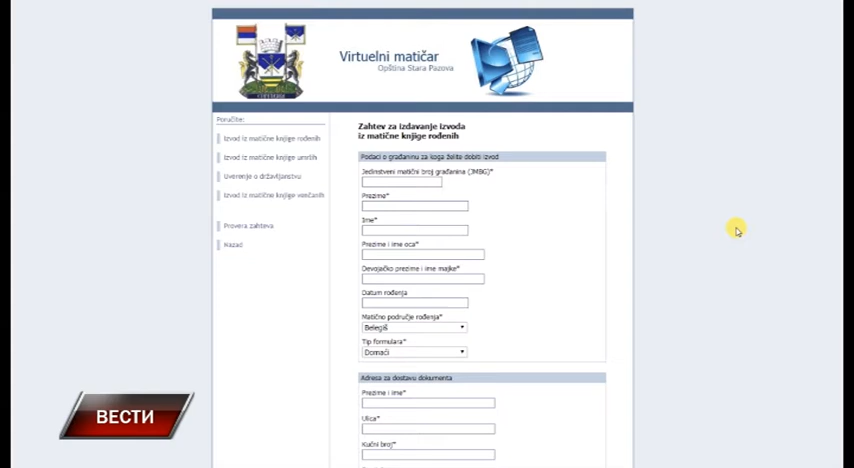 Virtuelni matičar
Opština Stara Pazova
Poručite:
Izvod iz matične knjige rođenih
Izvod iz matične knjige umrlih
Uverenje o državljanstvu
Izvod iz matične knjige venčanih
Provera zahteva
Nazad
Zahtev za izdavanje izvoda
iz matične knjige rođenih
Podaci o građaninu za koga želite dobiti izvod
Jedinstveni matični broj građanina (JMBG)*
Prezime*
Ime*
Prezime i ime oca*
Devojačko prezime i ime majke*
Datum rođenja
Matično područje rođenja*
Belegiš
Tip formulara*
Domaći
Adresa za dostavu dokumenta
Prezime i ime*
Ulica*
Kućni broj*
ВЕСТИ